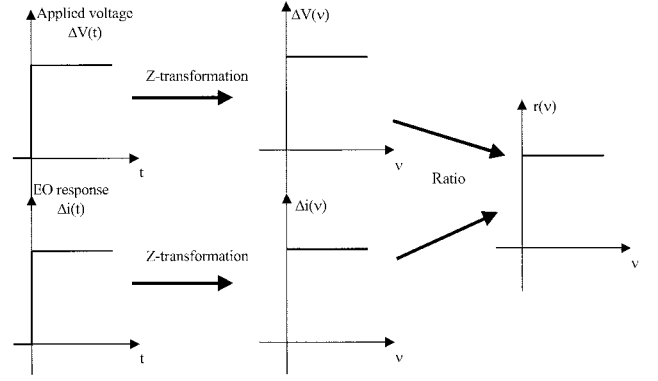 Applied voltage
ΔV(t)
Z-transformation
t
ΔV(ν)
ν
EO response
Δi(t)
Z-transformation
t
Δi(ν)
ν
Ratio
r(ν)
ν